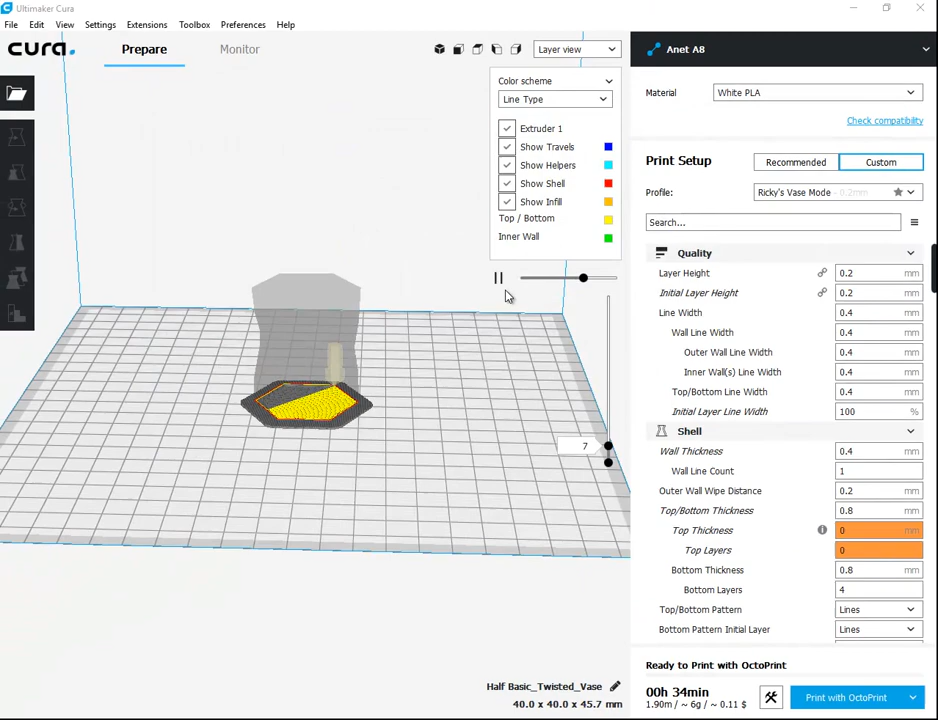 Ultimaker Cura
File Edit View Settings Extensions Toolbox Preferences Help
cura.
Prepare
Monitor
Layer view
Anet A8
Color scheme
Line Type
Extruder 1
Show Travels
Show Helpers
Show Shell
Show Infill
Top / Bottom
Inner Wall
7
Material
White PLA
Check compatibility
Print Setup
Recommended
Custom
Profile:
Ricky's Vase Mode - 0.2mm
Search...
Quality
Layer Height 0.2 mm
Initial Layer Height 0.2 mm
Line Width 0.4 mm
Wall Line Width 0.4 mm
Outer Wall Line Width 0.4 mm
Inner Wall(s) Line Width 0.4 mm
Top/Bottom Line Width 0.4 mm
Initial Layer Line Width 100 %
Shell
Wall Thickness 0.4 mm
Wall Line Count 1
Outer Wall Wipe Distance 0.2 mm
Top/Bottom Thickness 0.8 mm
Top Thickness 0 mm
Top Layers 0
Bottom Thickness 0.8 mm
Bottom Layers 4
Top/Bottom Pattern Lines
Bottom Pattern Initial Layer Lines
Half Basic_Twisted_Vase
40.0 x 40.0 x 45.7 mm
Ready to Print with OctoPrint
00h 34min
1.90m / ~ 6g / ~ 0.11 $
Print with OctoPrint